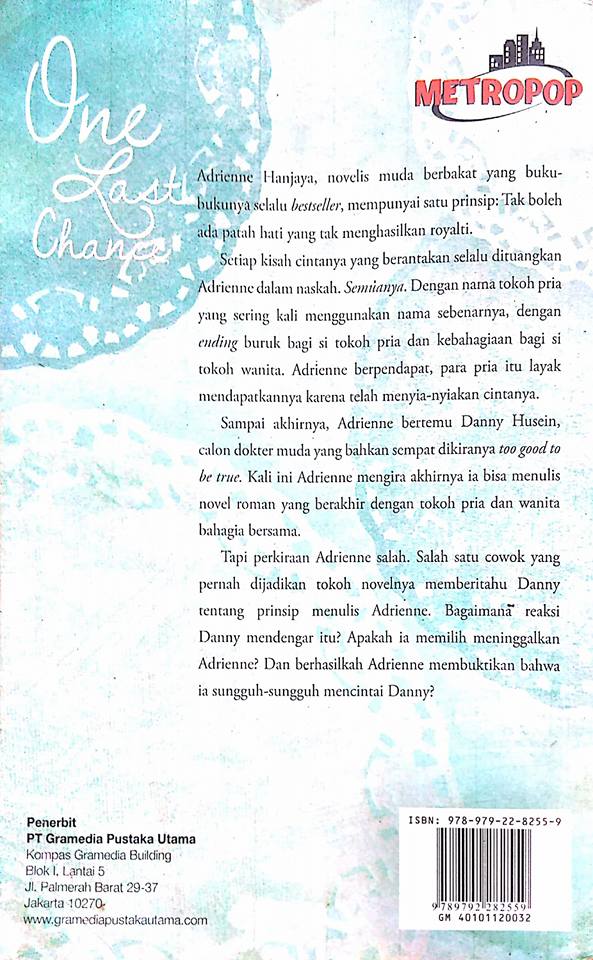 One
Last
Chance
METROPOP
Adrienne Hanjaya, novelis muda berbakat yang buku-
bukunya selalu bestseller, mempunyai satu prinsip: Tak boleh
ada patah hati yang tak menghasilkan royalti.
Setiap kisah cintanya yang berantakan selalu dituangkan
Adrienne dalam naskah. Semuanya. Dengan nama tokoh pria
yang sering kali menggunakan nama sebenarnya, dengan
ending buruk bagi si tokoh pria dan kebahagiaan bagi si
tokoh wanita. Adrienne berpendapat, para pria itu layak
mendapatkannya karena telah menyia-nyiakan cintanya.
Sampai akhirnya, Adrienne bertemu Danny Husein,
calon dokter muda yang bahkan sempat dikiranya too good to
be true. Kali ini Adrienne mengira akhirnya ia bisa menulis
novel roman yang berakhir dengan tokoh pria dan wanita
bahagia bersama.
Tapi perkiraan Adrienne salah. Salah satu cowok yang
pernah dijadikan tokoh novelnya memberitahu Danny
tentang prinsip menulis Adrienne. Bagaimana reaksi
Danny mendengar itu? Apakah ia memilih meninggalkan
Adrienne? Dan berhasilkah Adrienne membuktikan bahwa
ia sungguh-sungguh mencintai Danny?
Penerbit
PT Gramedia Pustaka Utama
Kompas Gramedia Building
Blok I, Lantai 5
Jl. Palmerah Barat 29-37
Jakarta 10270
www.gramediapustakautama.com
ISBN: 978-979-22-8255-9
9789792282559
GM 40101120032